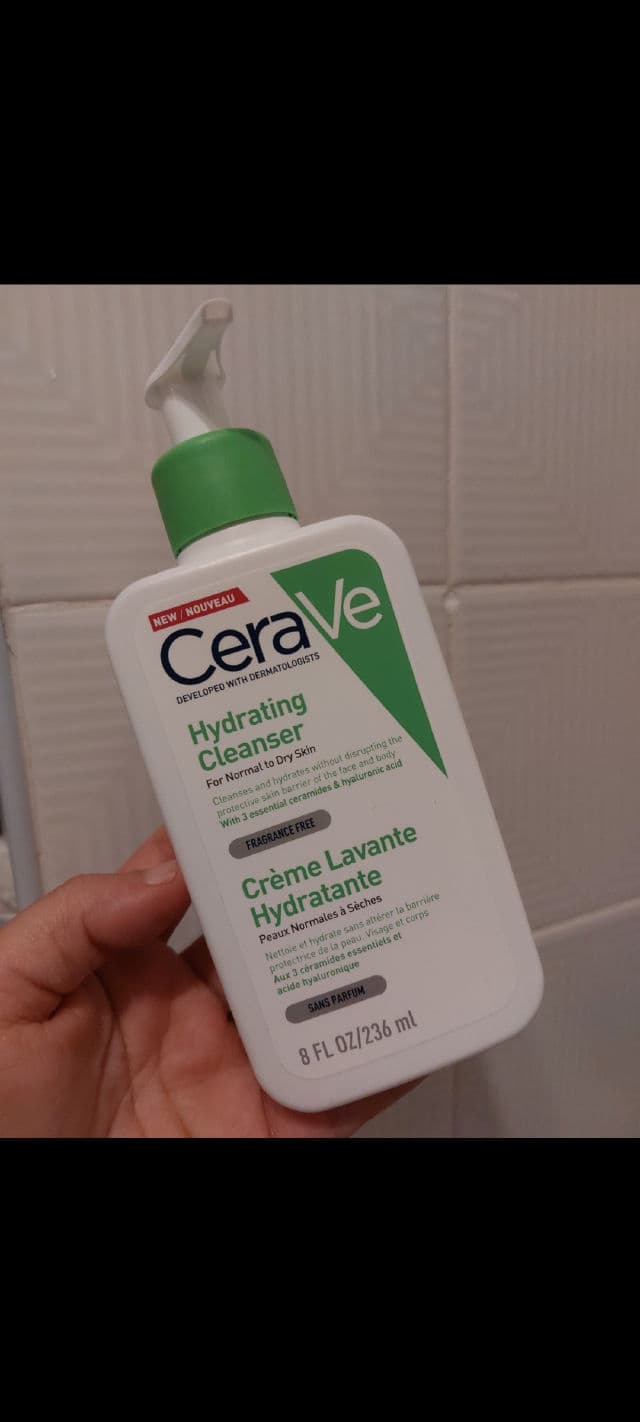 NEW / NOUVEAU
CeraVe
DEVELOPED WITH DERMATOLOGISTS
Hydrating
Cleanser
For Normal to Dry Skin
Cleanses and hydrates without disrupting the
protective skin barrier of the face and body
With 3 essential ceramides & hyaluronic acid
FRAGRANCE FREE
Crème Lavante
Hydratante
Peaux Normales à Sèches
Nettoie et hydrate sans altérer la barrière
protectrice de la peau. Visage et corps
Aux 3 céramides essentiels et
acide hyaluronique
SANS PARFUM
8 FL OZ/236 ml